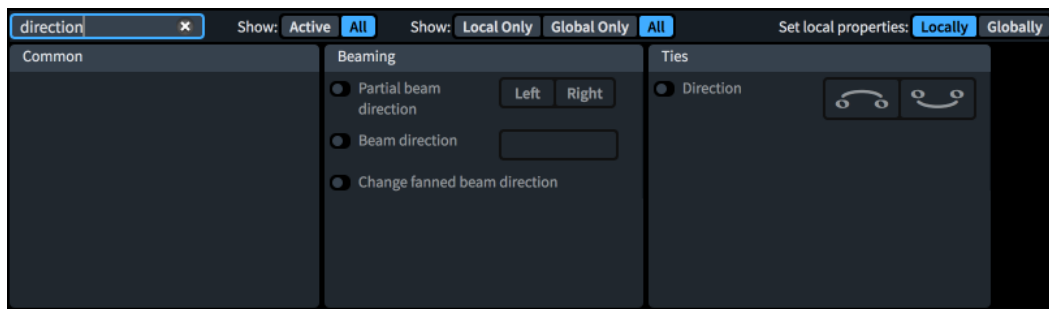 direction Show: Active All Show: Local Only Global Only All Set local properties: Locally Globally
Common
Beaming
Partial beam
direction
Left Right
Beam direction
Change fanned beam direction
Ties
Direction